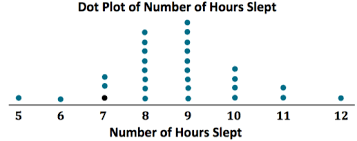 Dot Plot of Number of Hours Slept
5 6 7 8 9 10 11 12
Number of Hours Slept